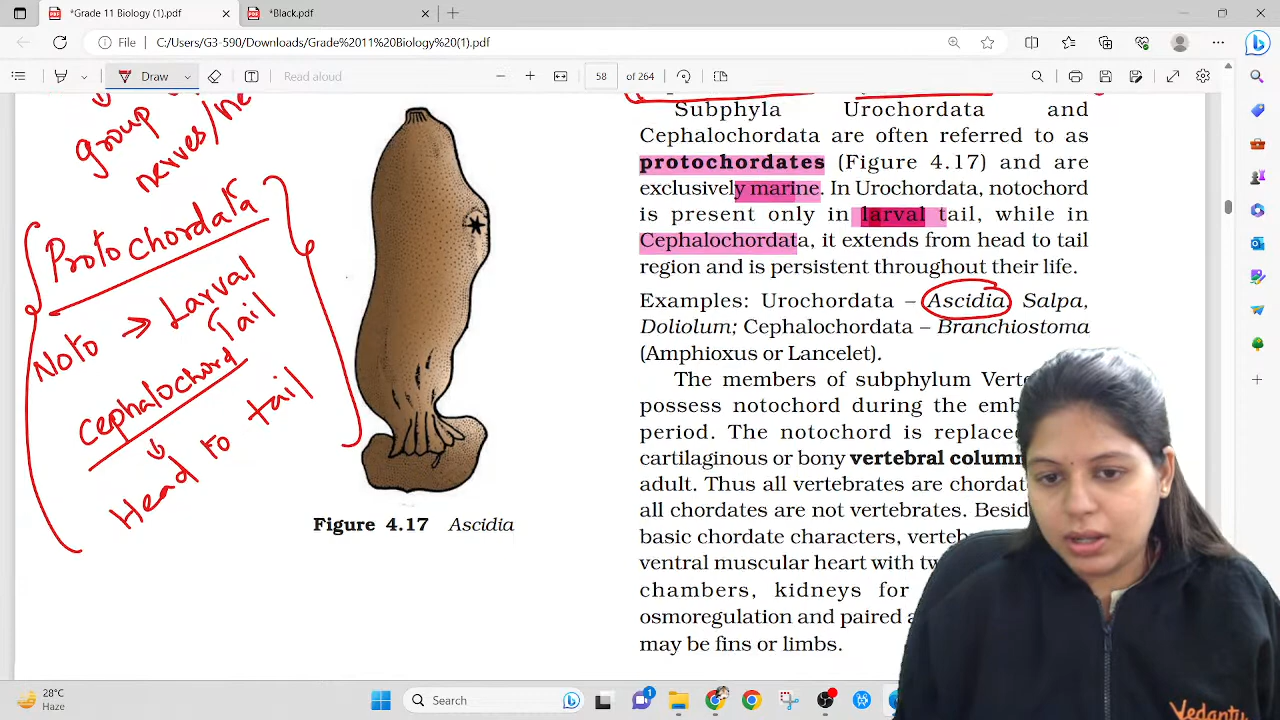 *Grade 11 Biology (1).pdf
*Black.pdf
File
C:/Users/G3-590/Downloads/Grade%2011%20Biology%20(1).pdf
Draw
Read aloud
58 of 264
group
nerves/ne
Protochordata
Noto → Larval
Tail
cephalochord
Head to tail
Figure 4.17 Ascidia
Subphyla Urochordata and
Cephalochordata are often referred to as
protochordates (Figure 4.17) and are
exclusively marine. In Urochordata, notochord
is present only in larval tail, while in
Cephalochordata, it extends from head to tail
region and is persistent throughout their life.
Examples: Urochordata – Ascidia, Salpa,
Doliolum; Cephalochordata – Branchiostoma
(Amphioxus or Lancelet).
The members of subphylum Verte
possess notochord during the emb
period. The notochord is replaced
cartilaginous or bony vertebral column
adult. Thus all vertebrates are chordat
all chordates are not vertebrates. Besid
basic chordate characters, verteb
ventral muscular heart with tw
chambers, kidneys for
osmoregulation and paired a
may be fins or limbs.
Vedantu
28°C
Haze
Search
1